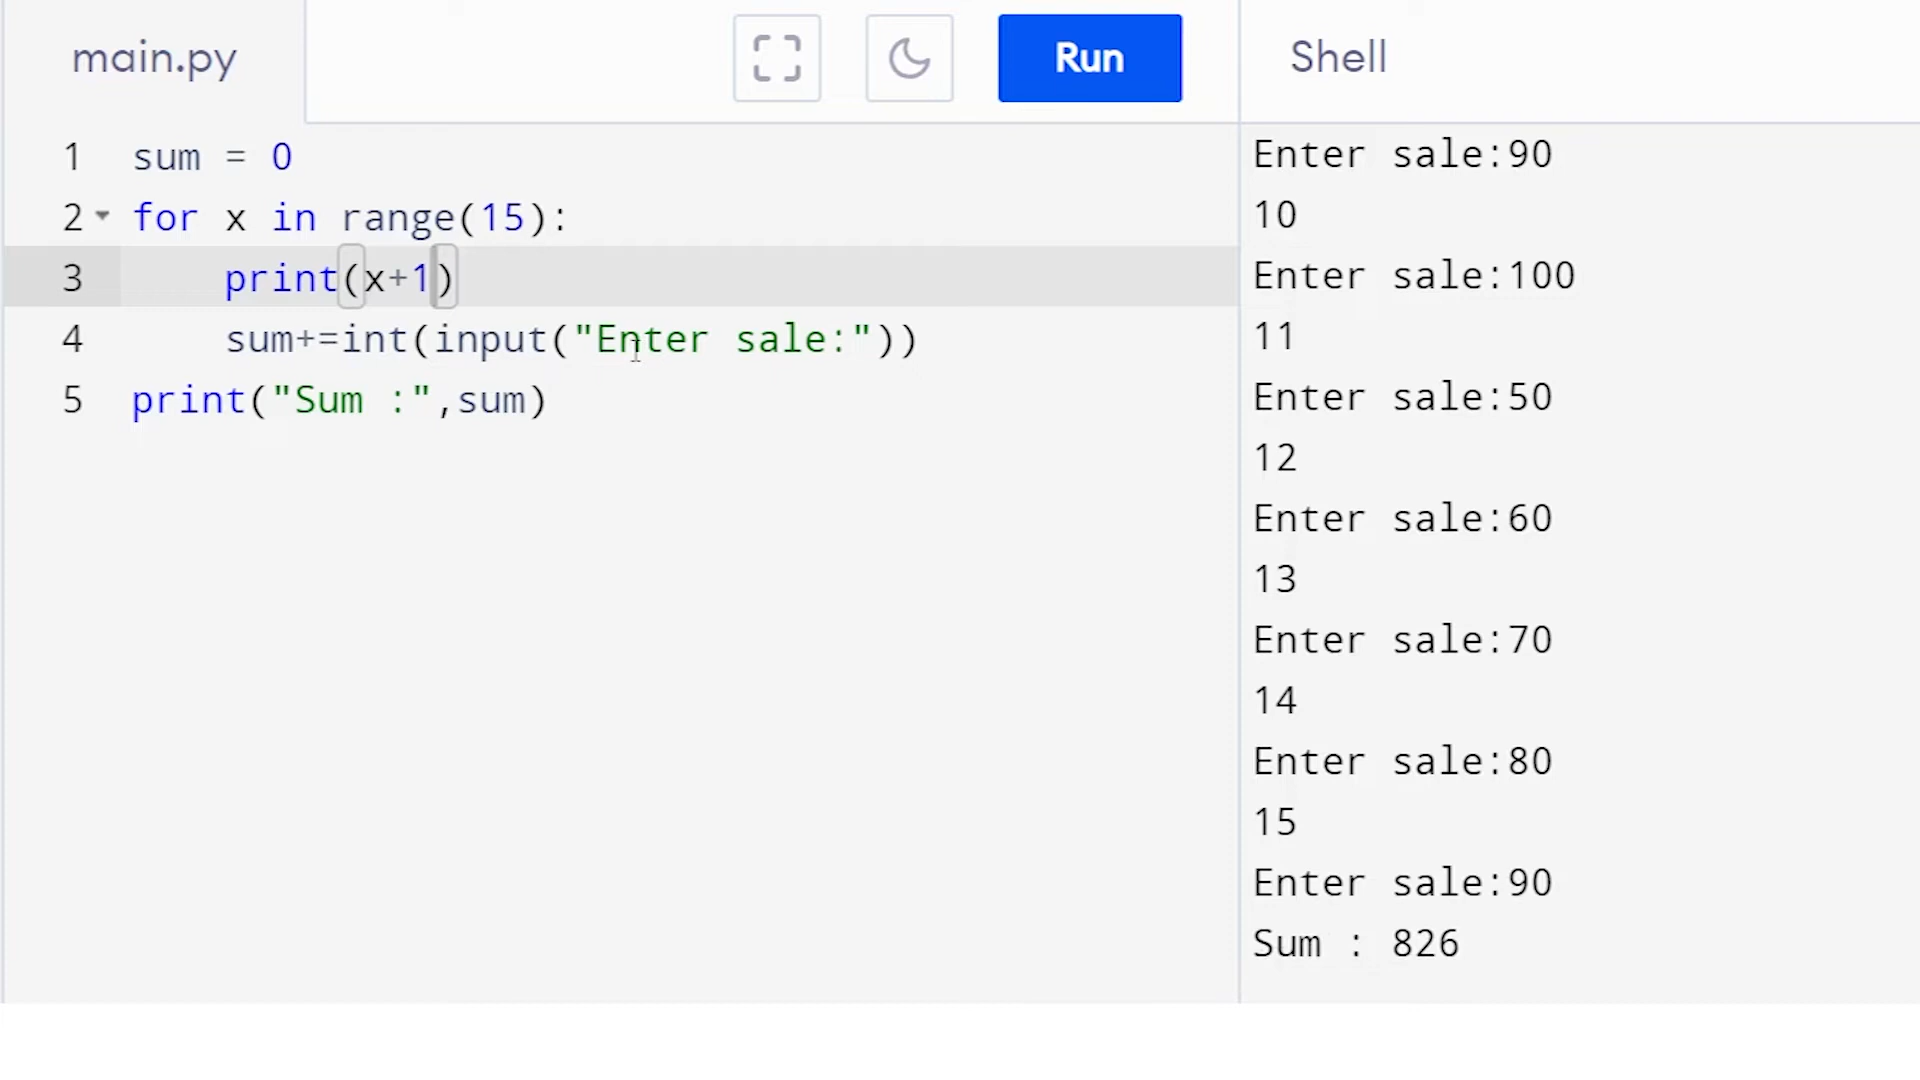 main.py
Run
Shell
1 sum = 0
2 for x in range(15):
3 print(x+1)
4 sum+=int(input("Enter sale:"))
5 print("Sum :",sum)
Enter sale:90
10
Enter sale:100
11
Enter sale:50
12
Enter sale:60
13
Enter sale:70
14
Enter sale:80
15
Enter sale:90
Sum : 826